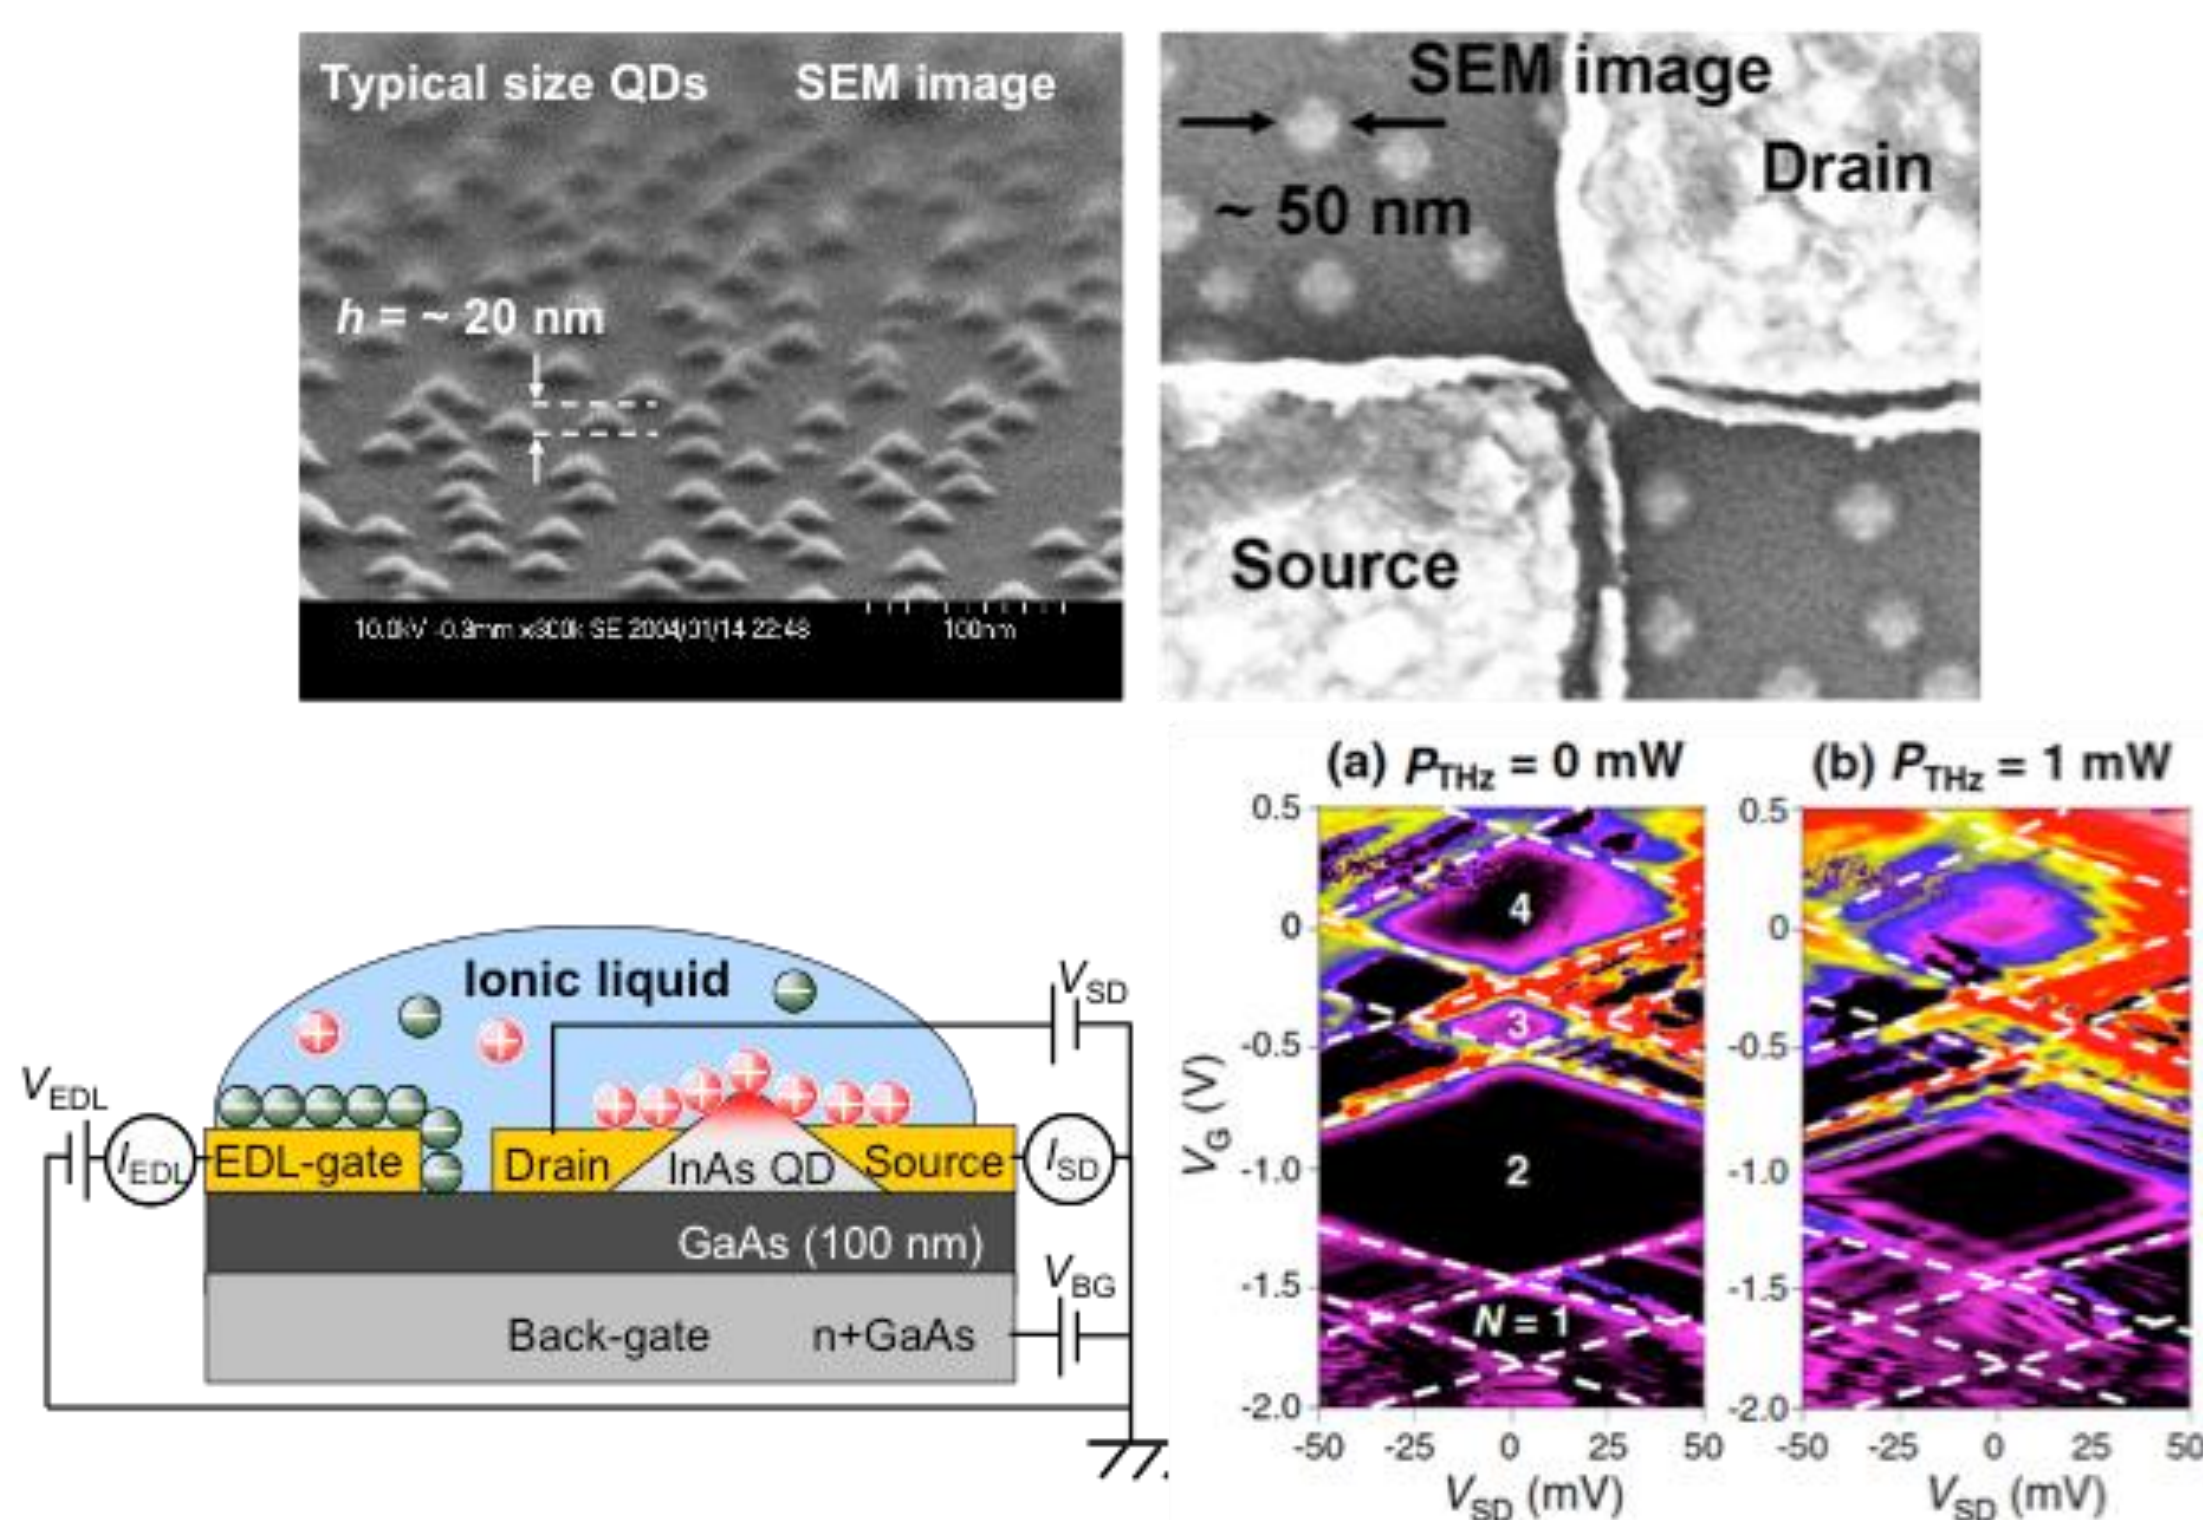 Typical size QDs SEM image
h = ~ 20 nm
10.0kV -0.3mm x300k SE 2004/01/14 22:48 100nm
SEM image
Drain
~ 50 nm
Source
Ionic liquid
VSD
VEDL
IEDL
EDL-gate
Drain
InAs QD
Source
ISD
GaAs (100 nm)
VBG
Back-gate n+GaAs
(a) PTHz = 0 mW
0.5
0
-0.5
-1.0
-1.5
-2.0
VG (V)
4
3
2
N = 1
-50 -25 0 25 50
VSD (mV)
(b) PTHz = 1 mW
0.5
0
-0.5
-1.0
-1.5
-2.0
-50 -25 0 25 50
VSD (mV)